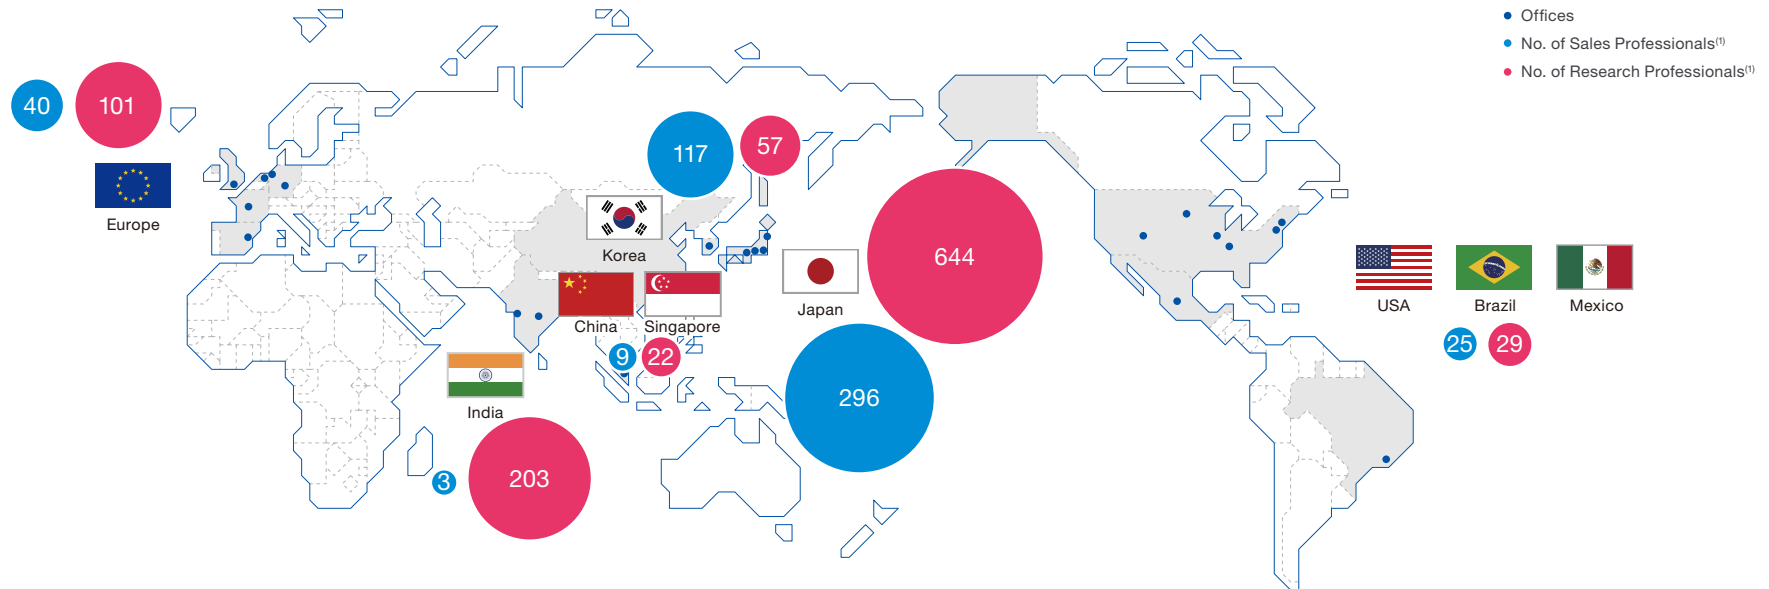 Offices
No. of Sales Professionals(1)
No. of Research Professionals(1)
40
101
Europe
117
57
Korea
China
Singapore
9
22
India
3
203
Japan
644
296
USA
Brazil
Mexico
25
29